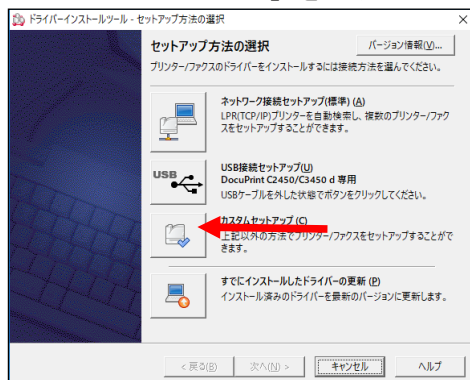 ドライバーインストールツール - セットアップ方法の選択
セットアップ方法の選択
バージョン情報(V)...
プリンター/ファクスのドライバーをインストールするには接続方法を選んでください。
ネットワーク接続セットアップ(標準) (A)
LPR(TCP/IP)プリンターを自動検索し、複数のプリンター/ファク
スをセットアップすることができます。
USB
USB接続セットアップ(U)
DocuPrint C2450/C3450 d 専用
USBケーブルを外した状態でボタンをクリックしてください。
カスタムセットアップ (C)
上記以外の方法でプリンター/ファクスをセットアップすることがで
きます。
すでにインストールしたドライバーの更新 (P)
インストール済みのドライバーを最新のバージョンに更新します。
< 戻る(B)
次へ(N) >
キャンセル
ヘルプ